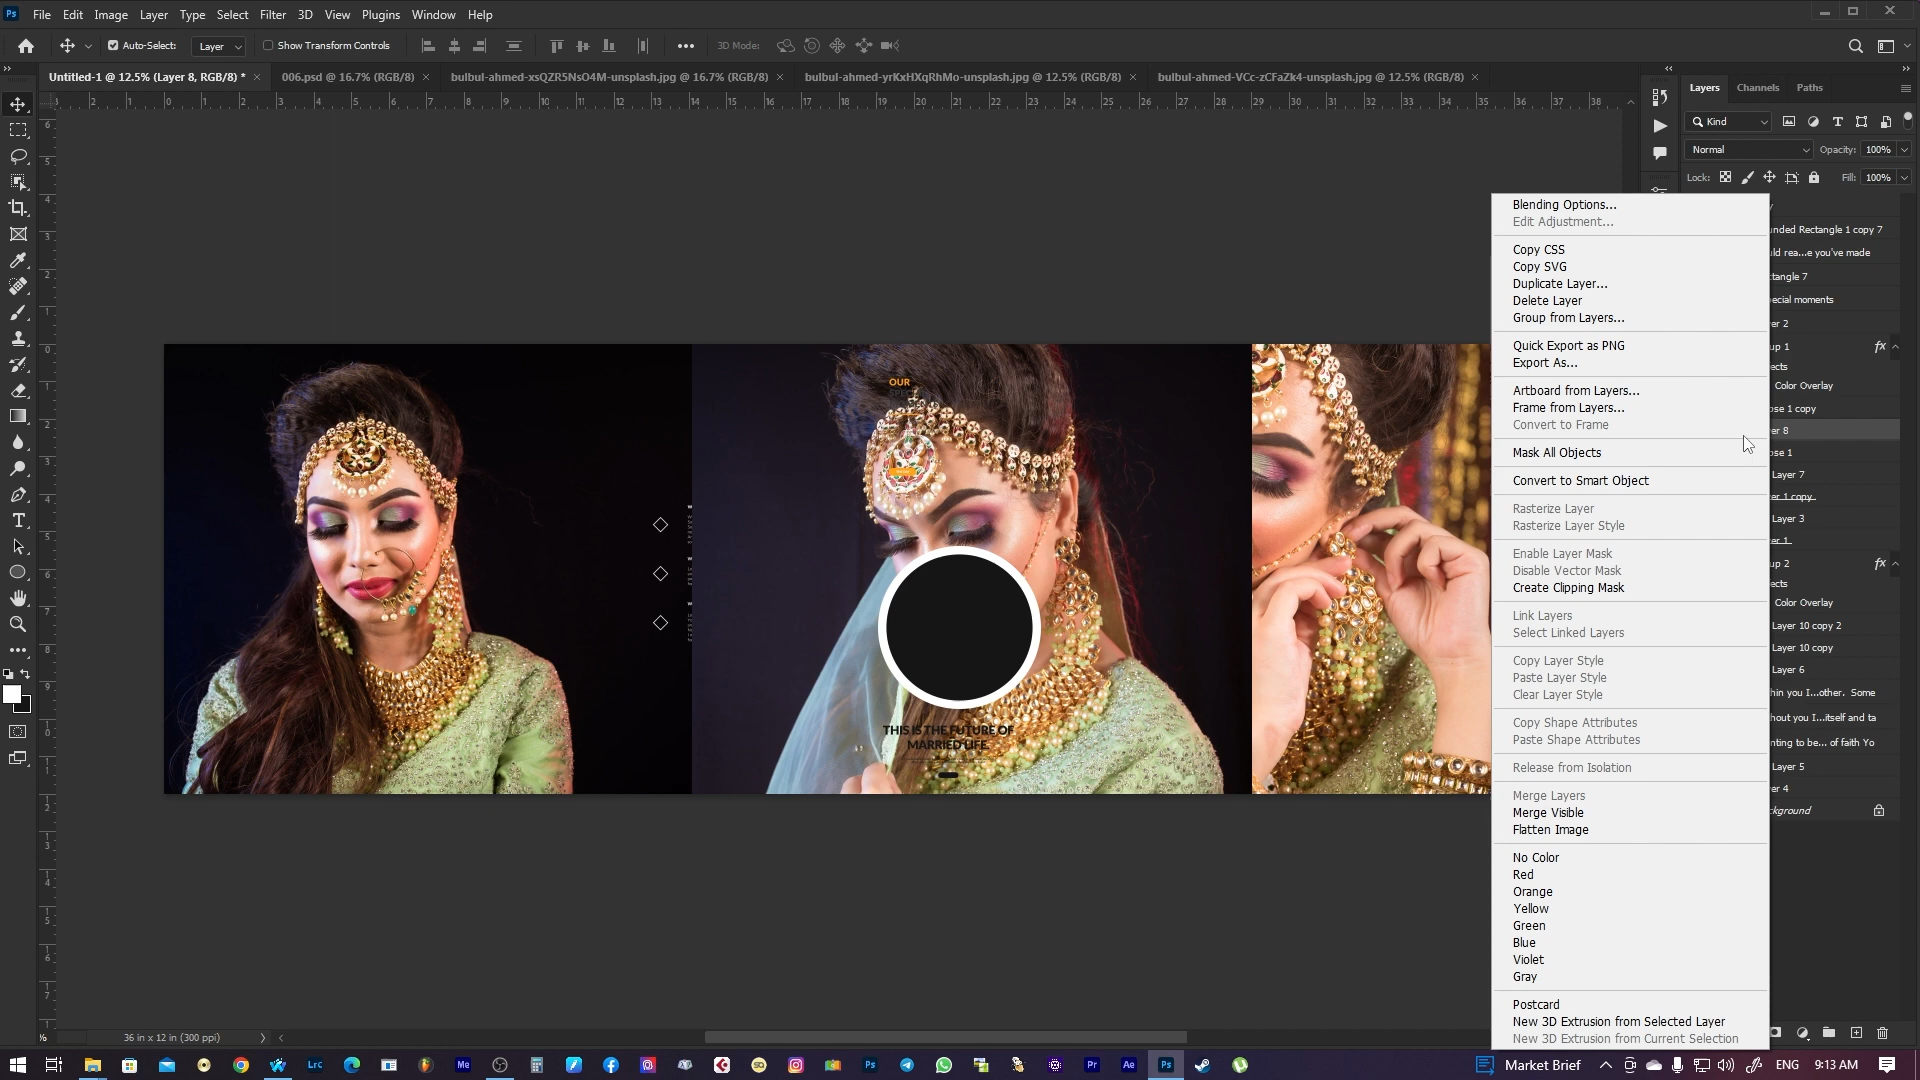 File Edit Image Layer Type Select Filter 3D View Plugins Window Help
Auto-Select: Layer Show Transform Controls 3D Mode:
Untitled-1 @ 12.5% (Layer 8, RGB/8) * 006.psd @ 16.7% (RGB/8) bulbul-ahmed-xsQZR5NsO4M-unsplash.jpg @ 16.7% (RGB/8) bulbul-ahmed-yrKxHXqRhMo-unsplash.jpg @ 12.5% (RGB/8) bulbul-ahmed-VCc-zCFaZk4-unsplash.jpg @ 12.5% (RGB/8)
Layers Channels Paths
Kind
Normal Opacity: 100%
Lock: Fill: 100%
Blending Options...
Edit Adjustment...
Copy CSS
Copy SVG
Duplicate Layer...
Delete Layer
Group from Layers...
Quick Export as PNG
Export As...
Artboard from Layers...
Frame from Layers...
Convert to Frame
Mask All Objects
Convert to Smart Object
Rasterize Layer
Rasterize Layer Style
Enable Layer Mask
Disable Vector Mask
Create Clipping Mask
Link Layers
Select Linked Layers
Copy Layer Style
Paste Layer Style
Clear Layer Style
Copy Shape Attributes
Paste Shape Attributes
Release from Isolation
Merge Layers
Merge Visible
Flatten Image
No Color
Red
Orange
Yellow
Green
Blue
Violet
Gray
Postcard
New 3D Extrusion from Selected Layer
New 3D Extrusion from Current Selection
unded Rectangle 1 copy 7
uld rea...e you've made
ctangle 7
ecial moments
er 2
up 1 fx
ects
Color Overlay
ose 1 copy
er 8
ose 1
Layer 7
er 1 copy
Layer 3
er 1
up 2 fx
ects
Color Overlay
Layer 10 copy 2
Layer 10 copy
Layer 6
hin you I...other. Some
hout you I...itself and ta
nting to be... of faith Yo
Layer 5
er 4
ckground
OUR
THIS IS THE FUTURE OF
MARRIED LIFE.
36 in x 12 in (300 ppi)
Market Brief ENG 9:13 AM